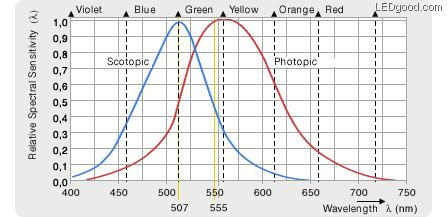 LEDgood.com
Violet Blue Green Yellow Orange Red
Relative Spectral Sensitivity (λ)
1,0
0,9
0,8
0,7
0,6
0,5
0,4
0,3
0,2
0,1
0,0
Scotopic
Photopic
400 450 500 550 600 650 700 750
507 555
Wavelength λ (nm)